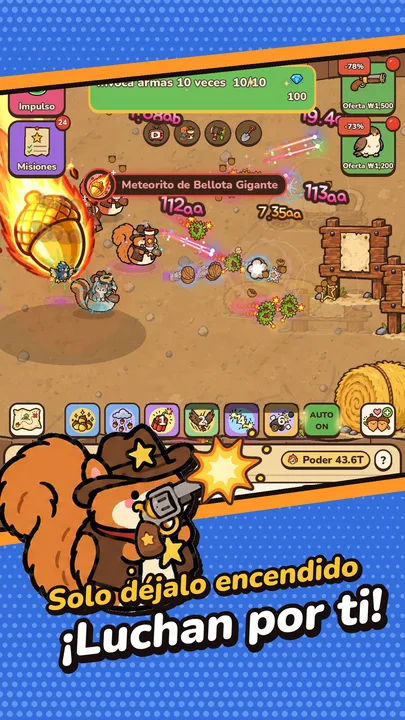 Invoca armas 10 veces 10/10
100
-78%
Oferta ₩1,500
Impulso
24
Misiones
-73%
Oferta ₩1,200
Meteorito de Bellota Gigante
112aa
113aa
7.35aa
AUTO
ON
Poder 43.6T
?
Solo déjalo encendido
¡Luchan por ti!